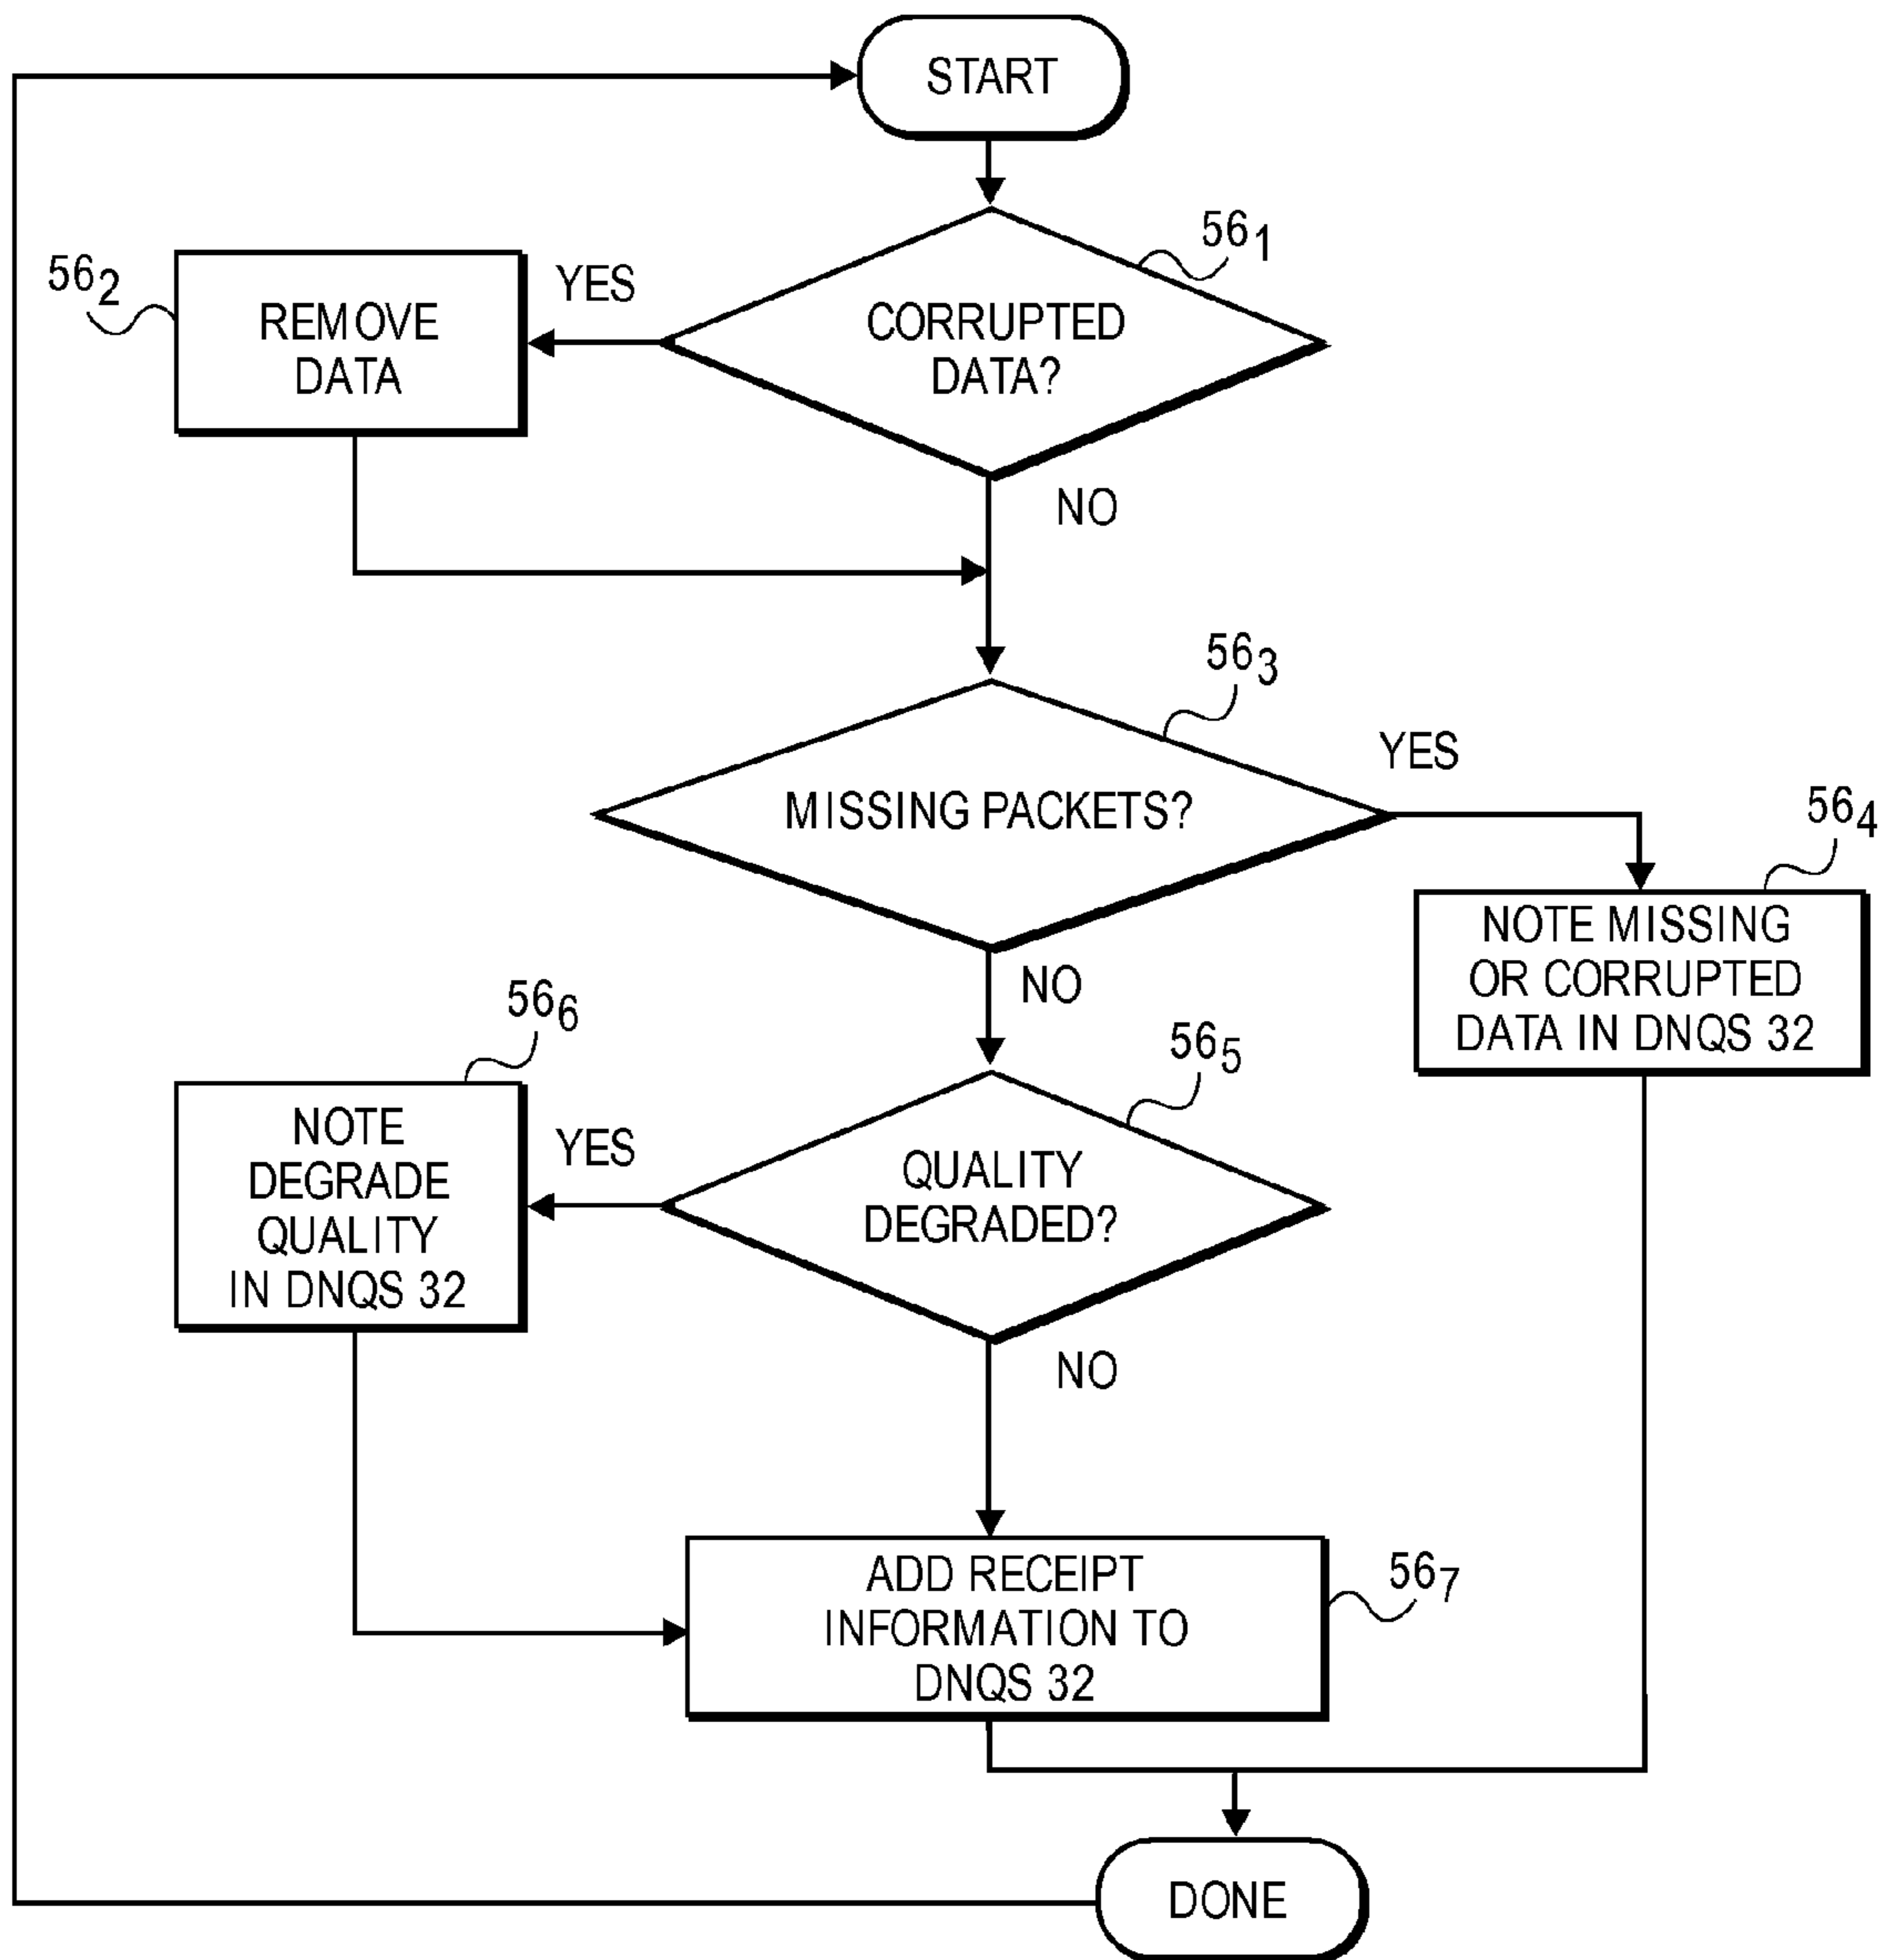 START
56₁
CORRUPTED
DATA?
YES
56₂
REMOVE
DATA
NO
56₃
MISSING PACKETS?
YES
56₄
NOTE MISSING
OR CORRUPTED
DATA IN DNQS 32
NO
56₅
QUALITY
DEGRADED?
YES
56₆
NOTE
DEGRADE
QUALITY
IN DNQS 32
NO
ADD RECEIPT
INFORMATION TO
DNQS 32
56₇
DONE